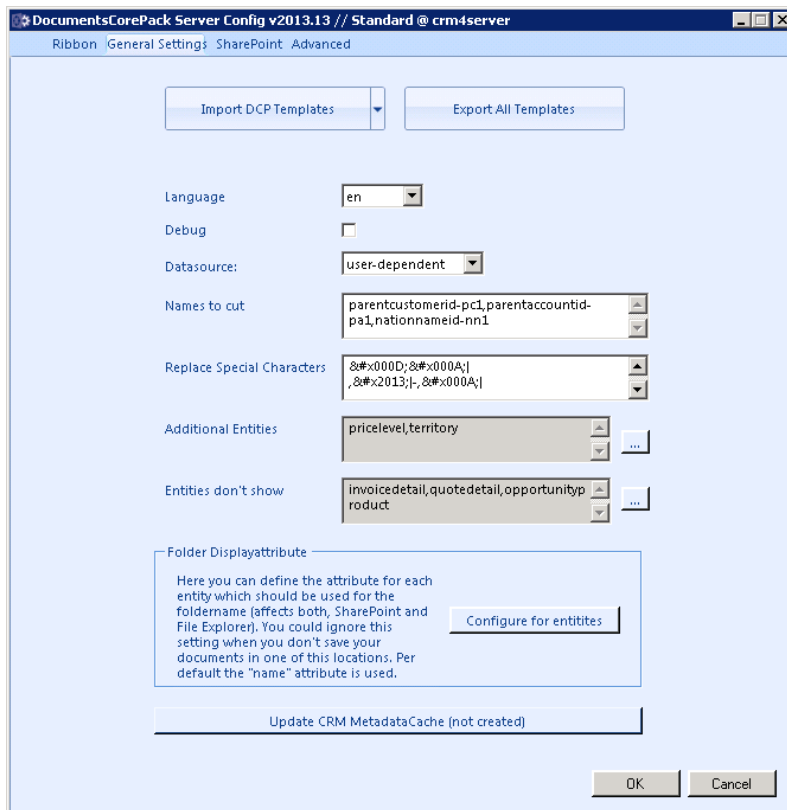 DocumentsCorePack Server Config v2013.13 // Standard @ crm4server
Ribbon General Settings SharePoint Advanced
Import DCP Templates
Export All Templates
Language
en
Debug
Datasource:
user-dependent
Names to cut
parentcustomerid-pc1,parentaccountid-
pa1,nationnameid-nn1
Replace Special Characters
&#x000D;&#x000A;|
,&#x2013;|-,&#x000A;|
Additional Entities
pricelevel,territory
...
Entities don't show
invoicedetail,quotedetail,opportunityp
roduct
...
Folder Displayattribute
Here you can define the attribute for each
entity which should be used for the
foldername (affects both, SharePoint and
File Explorer). You could ignore this
setting when you don't save your
documents in one of this locations. Per
default the "name" attribute is used.
Configure for entitites
Update CRM MetadataCache (not created)
OK
Cancel